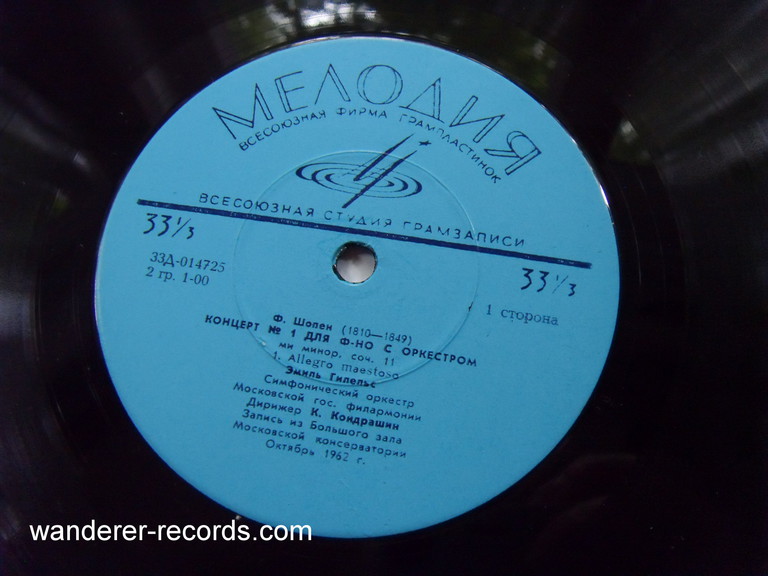 МЕЛОДИЯ
ВСЕСОЮЗНАЯ ФИРМА ГРАМПЛАСТИНОК
ВСЕСОЮЗНАЯ СТУДИЯ ГРАМЗАПИСИ
33⅓ 33⅓
33Д-014725
2 гр. 1-00
1 сторона
Ф. Шопен (1810—1849)
КОНЦЕРТ № 1 ДЛЯ Ф-НО С ОРКЕСТРОМ
ми минор, соч. 11
1. Allegro maestoso
Эмиль Гилельс
Симфонический оркестр
Московской гос. филармонии
Дирижер К. Кондрашин
Запись из Большого зала
Московской консерватории
Октябрь 1962 г.
wanderer-records.com